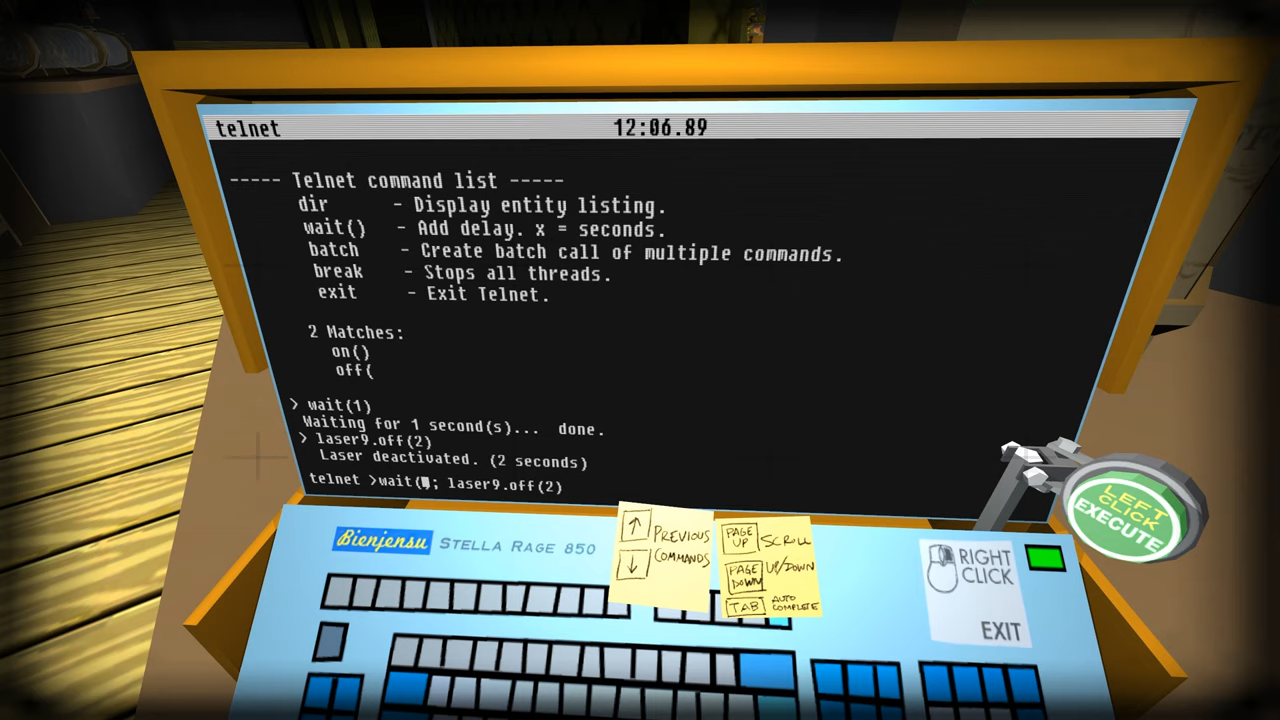 telnet 12:06.89
----- Telnet command list -----
dir - Display entity listing.
wait() - Add delay. x = seconds.
batch - Create batch call of multiple commands.
break - Stops all threads.
exit - Exit Telnet.
2 Matches:
on()
off(
> wait(1)
Waiting for 1 second(s)... done.
> laser9.off(2)
Laser deactivated. (2 seconds)
telnet >wait(; laser9.off(2)
LEFT
CLICK
EXECUTE
Bienjensu STELLA RAGE 850
↑ PREVIOUS
↓ COMMANDS
PAGE UP SCROLL
PAGE DOWN UP/DOWN
TAB AUTO COMPLETE
RIGHT
CLICK
EXIT